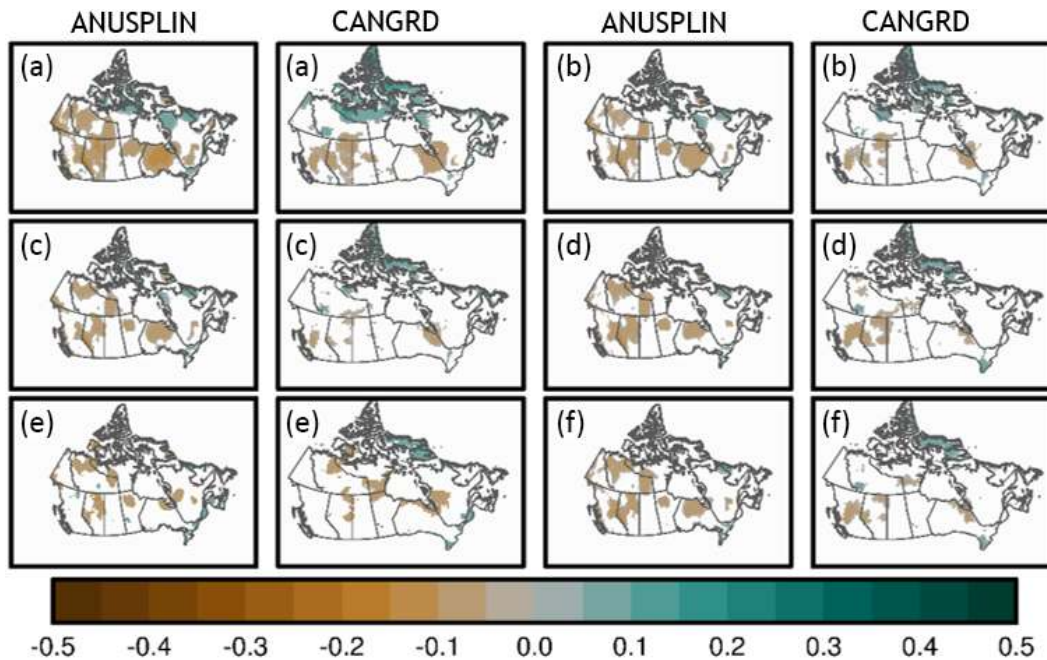 ANUSPLIN CANGRD ANUSPLIN CANGRD
(a) (a) (b) (b)
(c) (c) (d) (d)
(e) (e) (f) (f)
-0.5 -0.4 -0.3 -0.2 -0.1 0.0 0.1 0.2 0.3 0.4 0.5